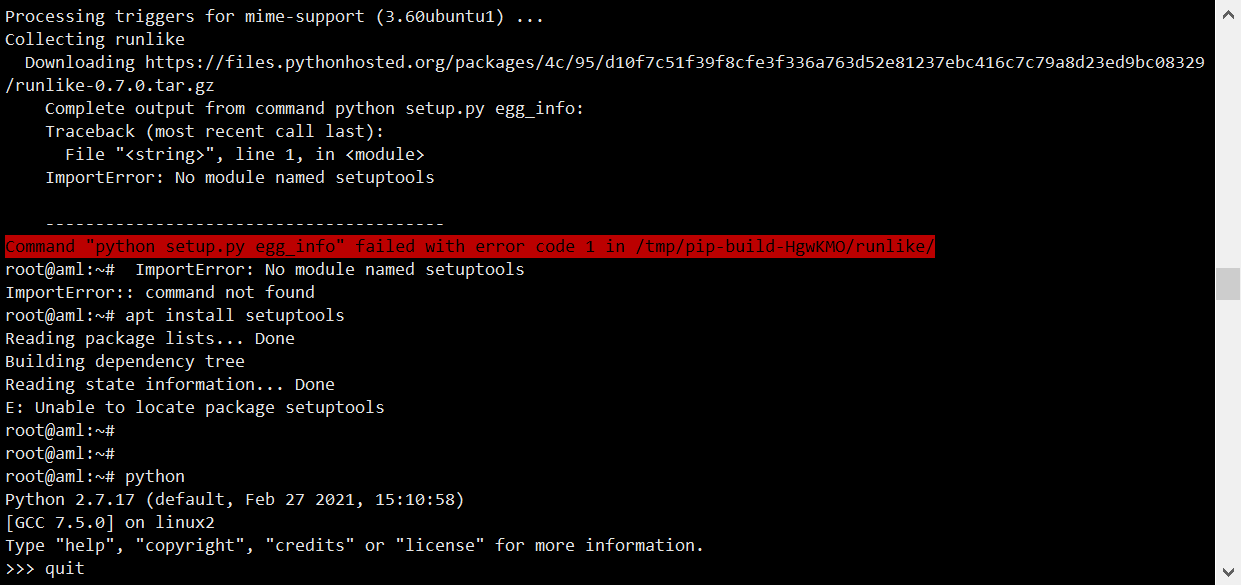 Processing triggers for mime-support (3.60ubuntu1) ...
Collecting runlike
  Downloading https://files.pythonhosted.org/packages/4c/95/d10f7c51f39f8cfe3f336a763d52e81237ebc416c7c79a8d23ed9bc08329
/runlike-0.7.0.tar.gz
    Complete output from command python setup.py egg_info:
    Traceback (most recent call last):
      File "<string>", line 1, in <module>
    ImportError: No module named setuptools

    ----------------------------------------
Command "python setup.py egg_info" failed with error code 1 in /tmp/pip-build-HgwKMO/runlike/
root@aml:~#  ImportError: No module named setuptools
ImportError:: command not found
root@aml:~# apt install setuptools
Reading package lists... Done
Building dependency tree
Reading state information... Done
E: Unable to locate package setuptools
root@aml:~#
root@aml:~#
root@aml:~# python
Python 2.7.17 (default, Feb 27 2021, 15:10:58)
[GCC 7.5.0] on linux2
Type "help", "copyright", "credits" or "license" for more information.
>>> quit